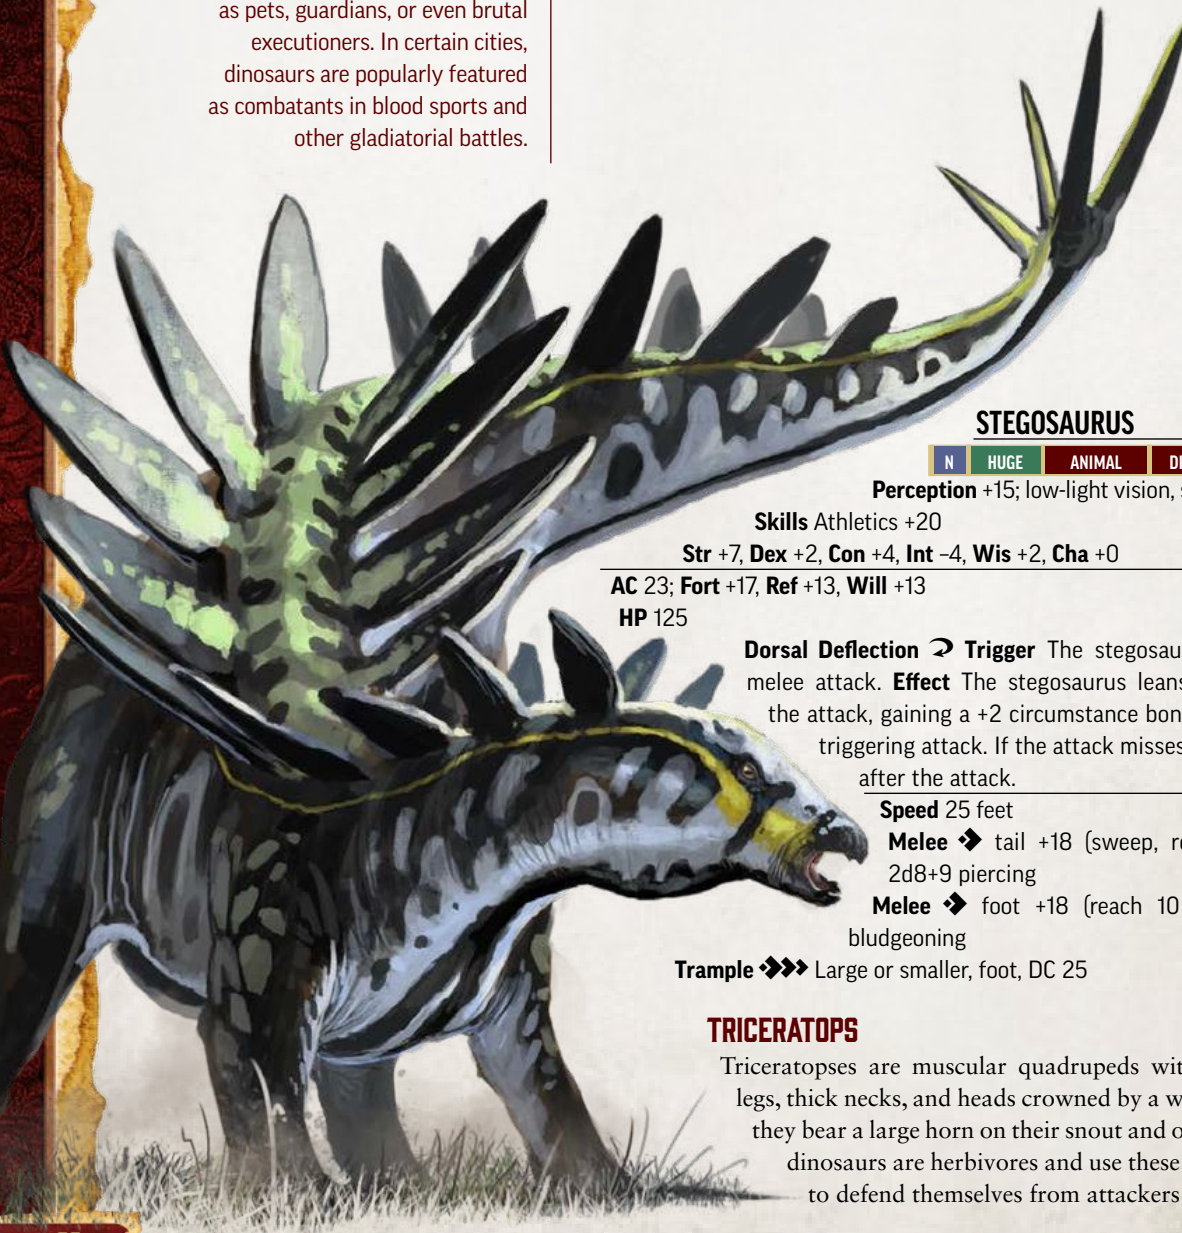 as pets, guardians, or even brutal
executioners. In certain cities,
dinosaurs are popularly featured
as combatants in blood sports and
other gladiatorial battles.
STEGOSAURUS
N HUGE ANIMAL
Perception +15; low-light vision,
Skills Athletics +20
Str +7, Dex +2, Con +4, Int –4, Wis +2, Cha +0
AC 23; Fort +17, Ref +13, Will +13
HP 125
Dorsal Deflection Trigger The stegosau
melee attack. Effect The stegosaurus leans
the attack, gaining a +2 circumstance bon
triggering attack. If the attack misses
after the attack.
Speed 25 feet
Melee tail +18 (sweep, re
2d8+9 piercing
Melee foot +18 (reach 10
bludgeoning
Trample Large or smaller, foot, DC 25
TRICERATOPS
Triceratopses are muscular quadrupeds wit
legs, thick necks, and heads crowned by a w
they bear a large horn on their snout and o
dinosaurs are herbivores and use these
to defend themselves from attackers